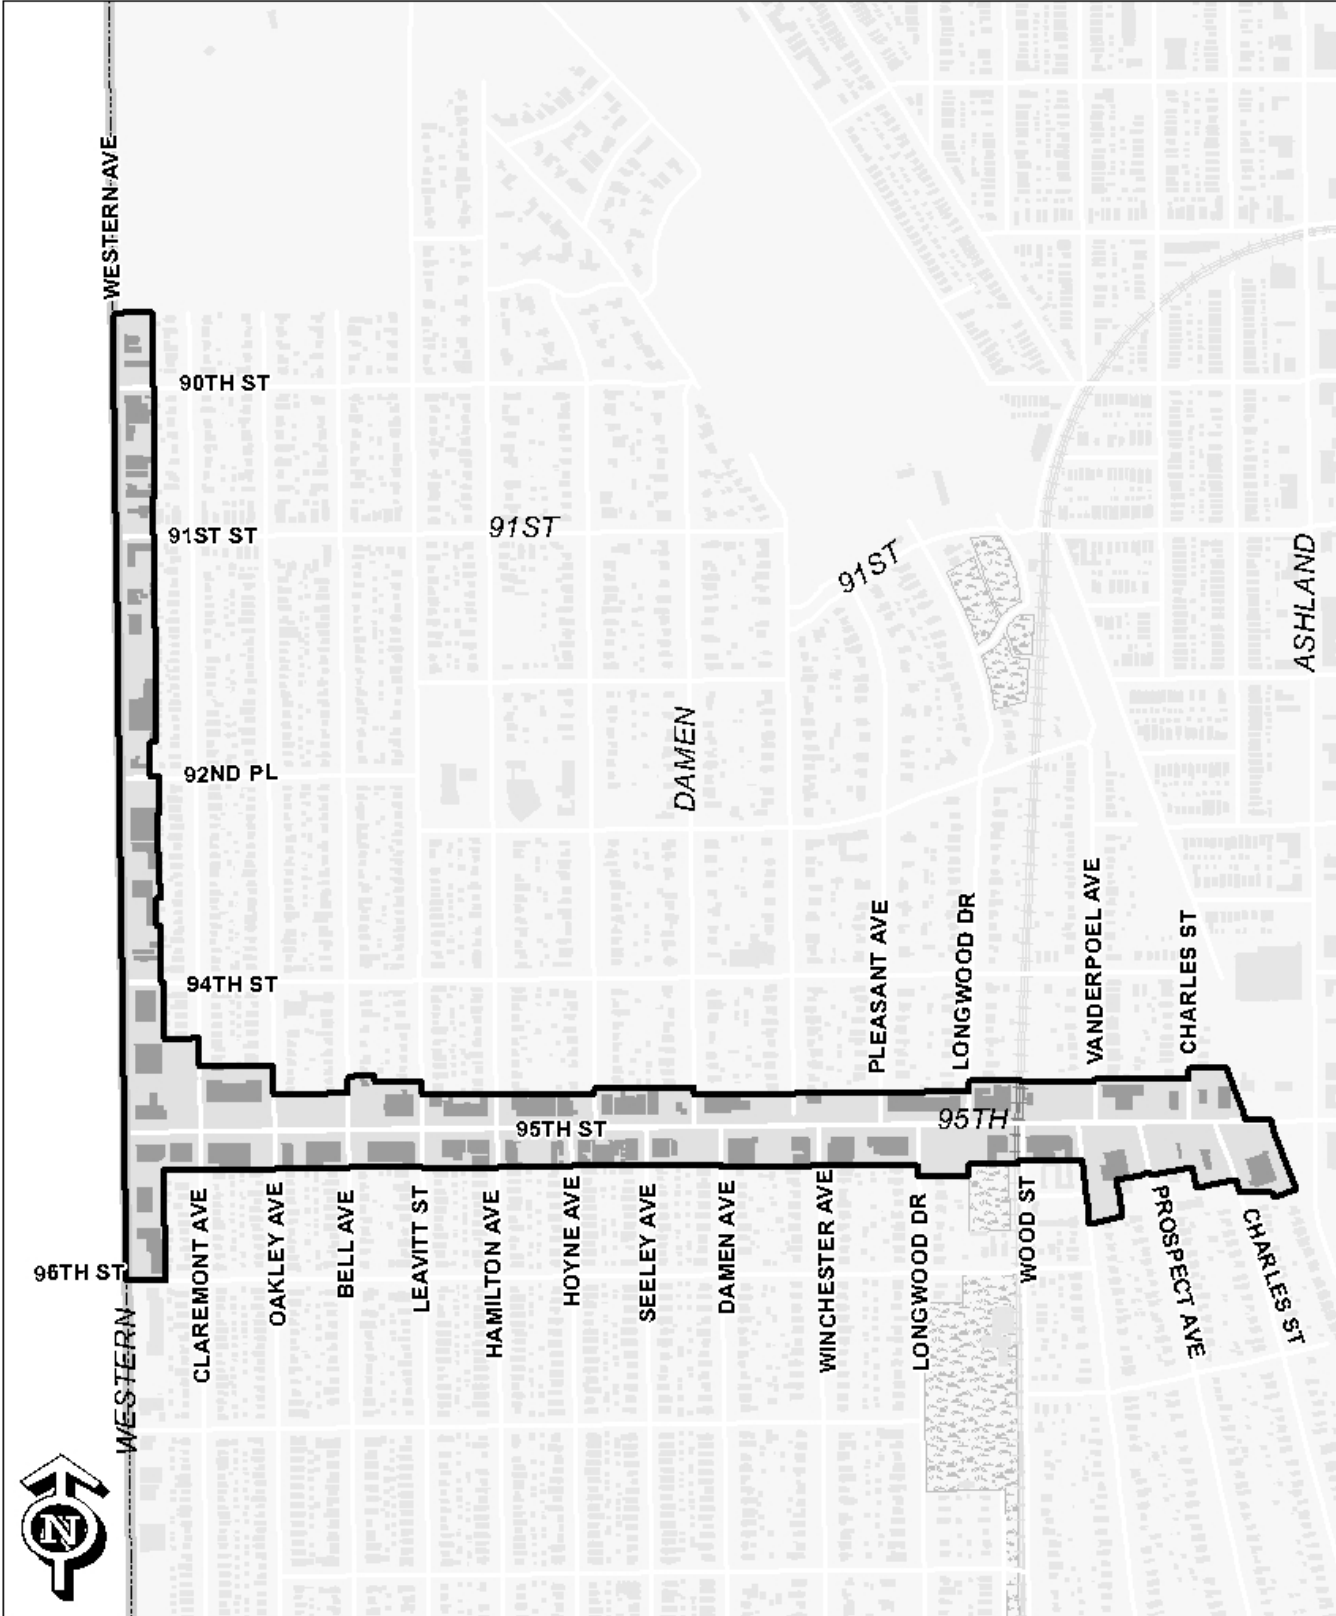 WESTERN AVE
90TH ST
91ST ST
91ST
91ST
ASHLAND
DAMEN
92ND PL
PLEASANT AVE
LONGWOOD DR
VANDERPOEL AVE
CHARLES ST
94TH ST
95TH
95TH ST
96TH ST
CLAREMONT AVE
OAKLEY AVE
BELL AVE
LEAVITT ST
HAMILTON AVE
HOYNE AVE
SEELEY AVE
DAMEN AVE
WINCHESTER AVE
LONGWOOD DR
WOOD ST
PROSPECT AVE
CHARLES ST
WESTERN
N